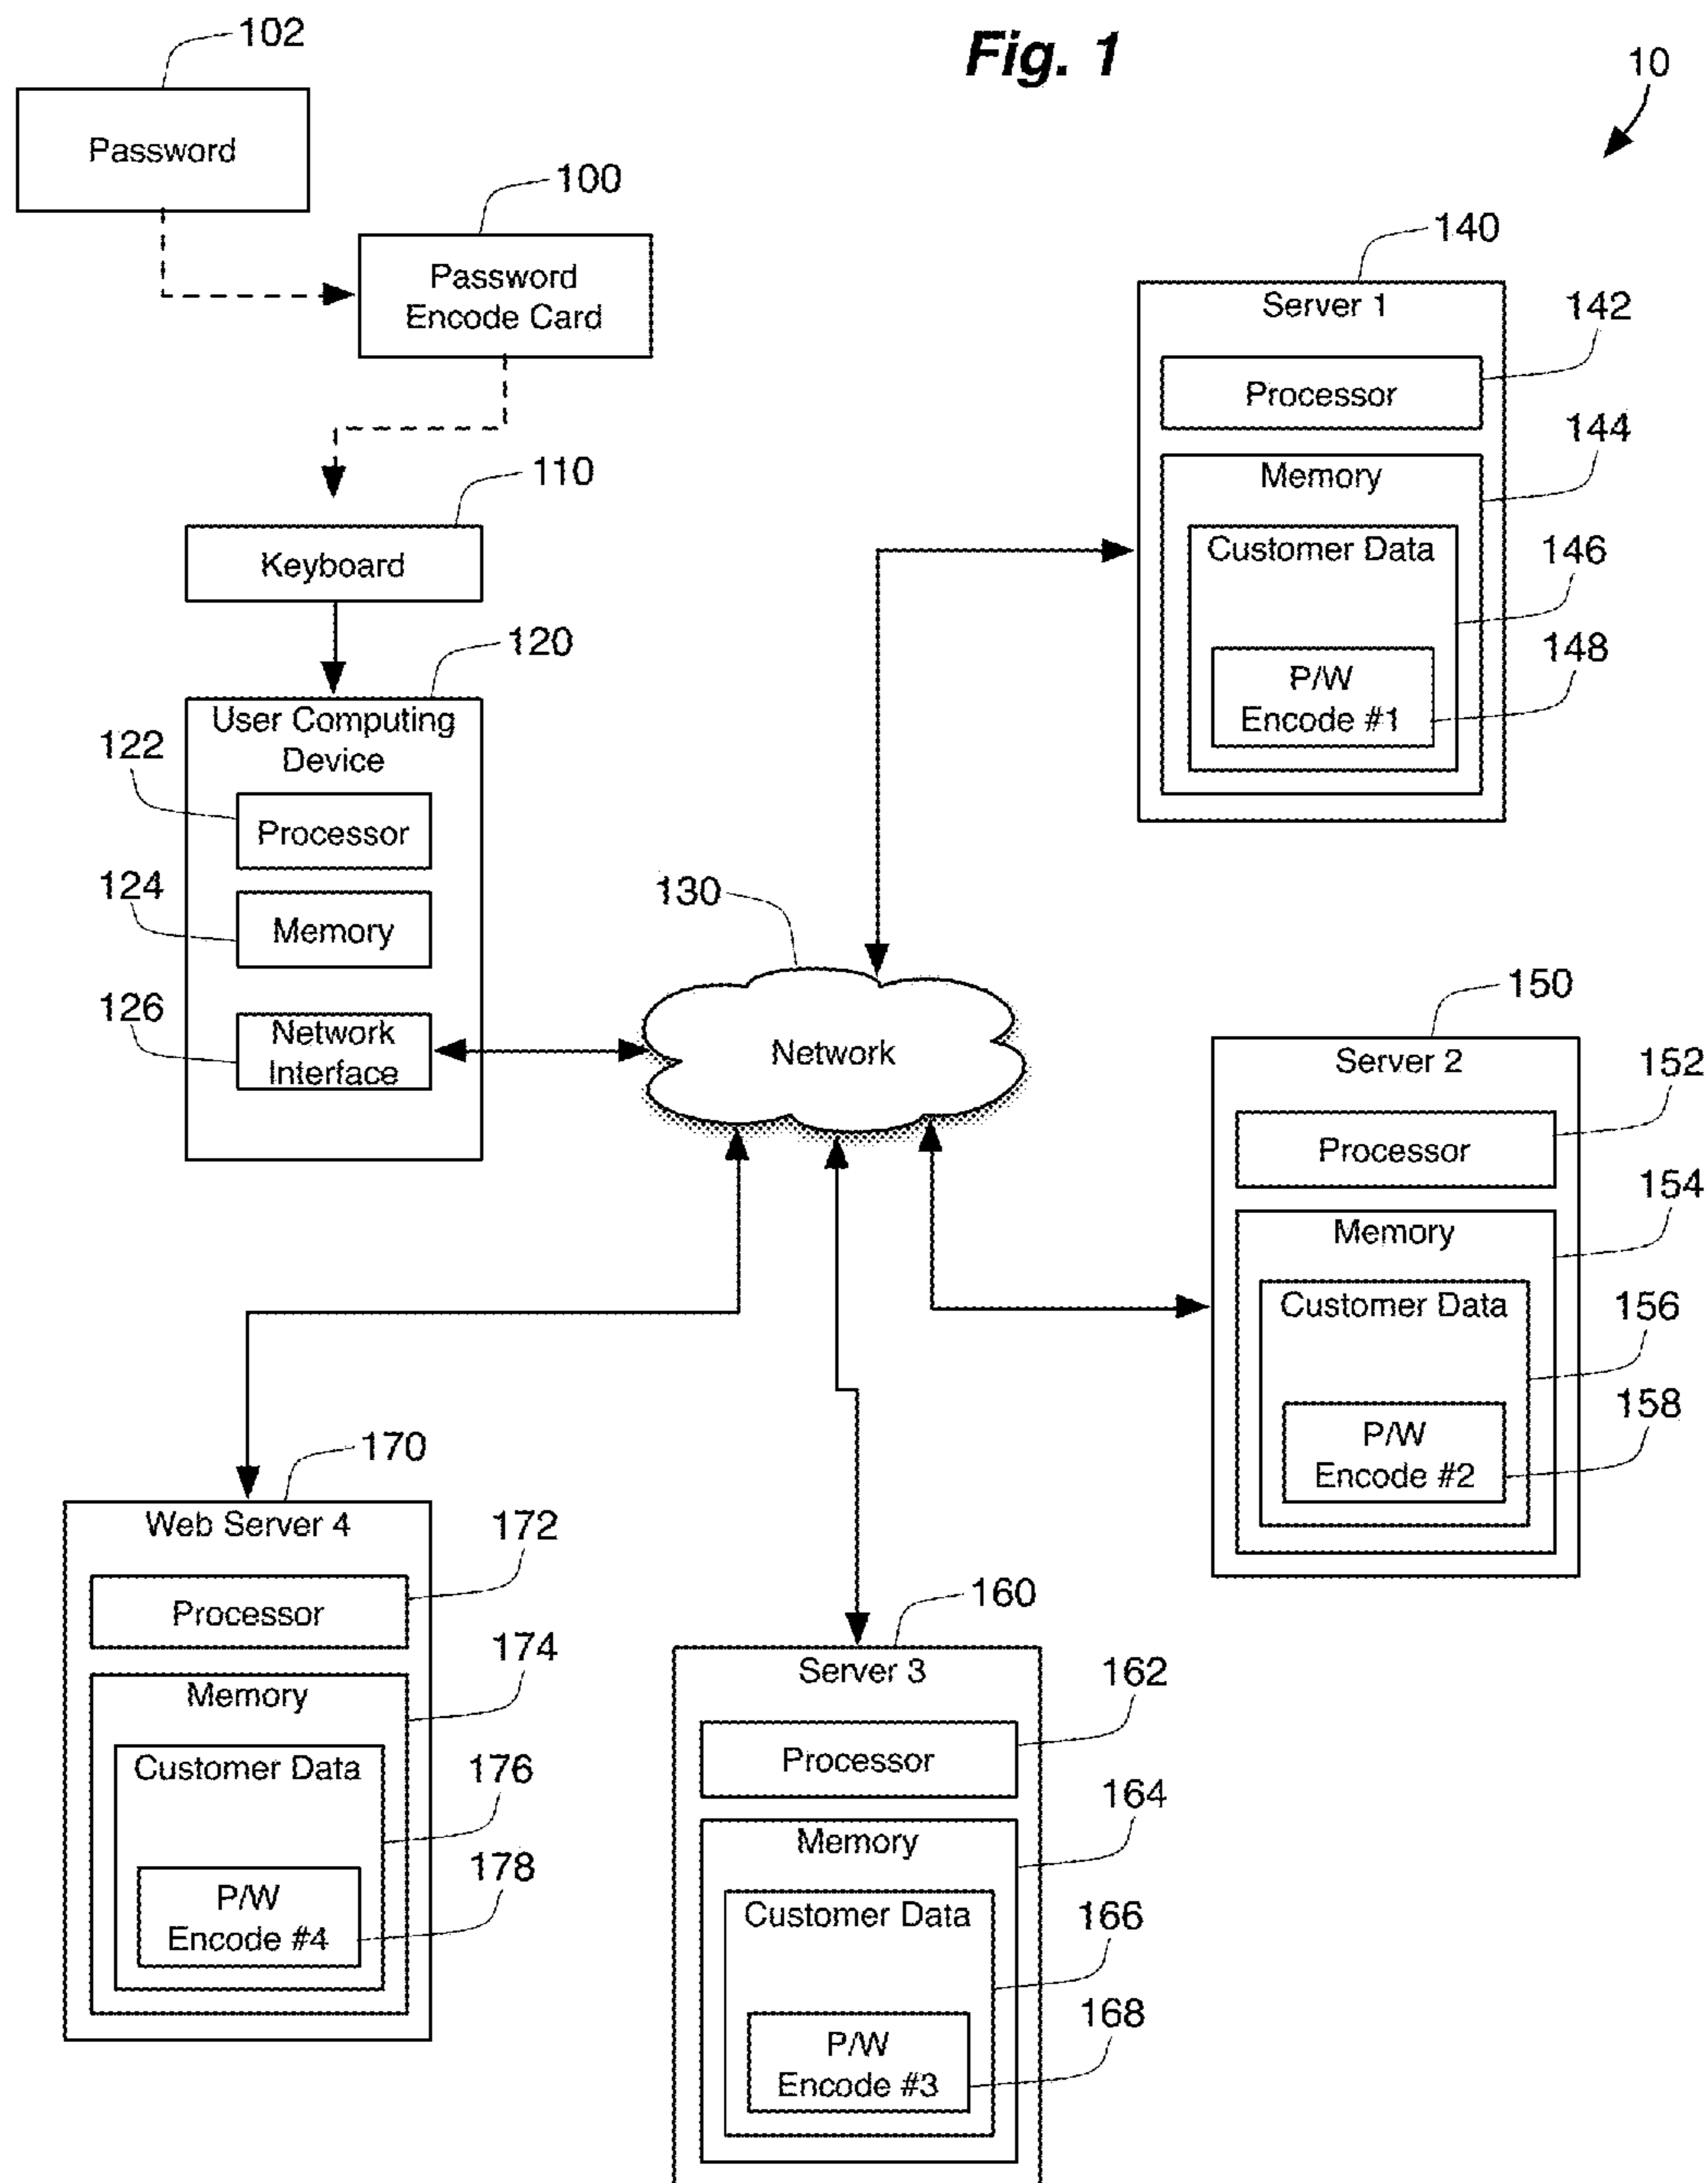 Fig. 1
10
102
Password
100
Password
Encode Card
110
Keyboard
120
User Computing
Device
122
Processor
124
Memory
126
Network
Interface
130
Network
140
Server 1
142
Processor
144
Memory
146
Customer Data
148
P/W
Encode #1
150
Server 2
152
Processor
154
Memory
156
Customer Data
158
P/W
Encode #2
170
Web Server 4
172
Processor
174
Memory
176
Customer Data
178
P/W
Encode #4
160
Server 3
162
Processor
164
Memory
166
Customer Data
168
P/W
Encode #3